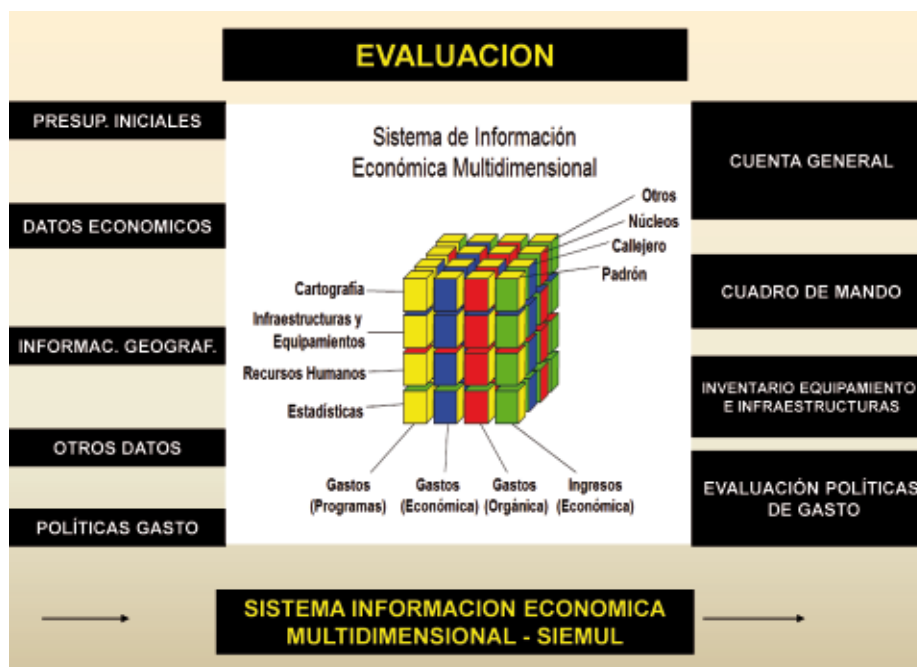 EVALUACION
PRESUP. INICIALES
DATOS ECONOMICOS
INFORMAC. GEOGRAF.
OTROS DATOS
POLÍTICAS GASTO
Sistema de Información
Económica Multidimensional
Otros
Núcleos
Callejero
Padrón
Cartografía
Infraestructuras y
Equipamientos
Recursos Humanos
Estadísticas
Gastos
(Programas)
Gastos
(Económica)
Gastos
(Orgánica)
Ingresos
(Económica)
CUENTA GENERAL
CUADRO DE MANDO
INVENTARIO EQUIPAMIENTO
E INFRAESTRUCTURAS
EVALUACIÓN POLÍTICAS
DE GASTO
SISTEMA INFORMACION ECONOMICA
MULTIDIMENSIONAL - SIEMUL